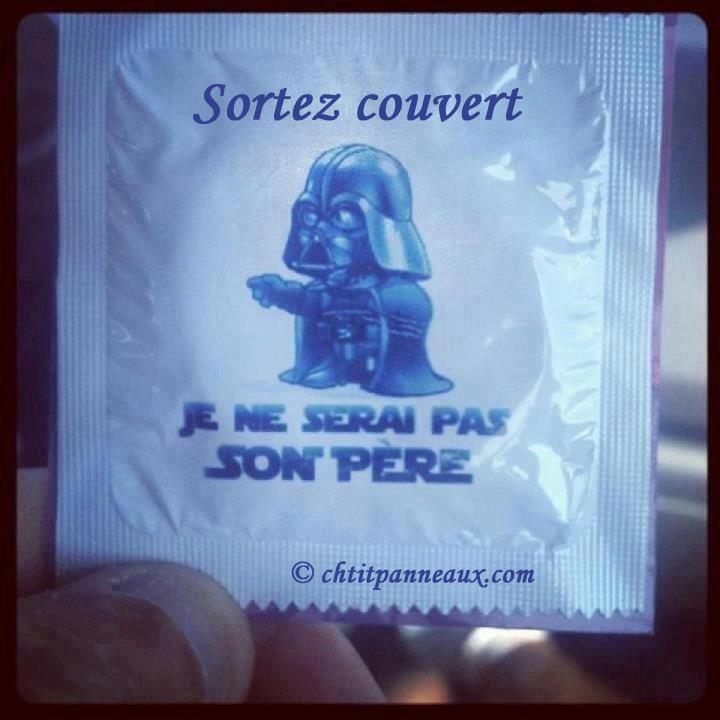 Sortez couvert
JE NE SERAI PAS
SON PÈRE
© chtitpanneaux.com